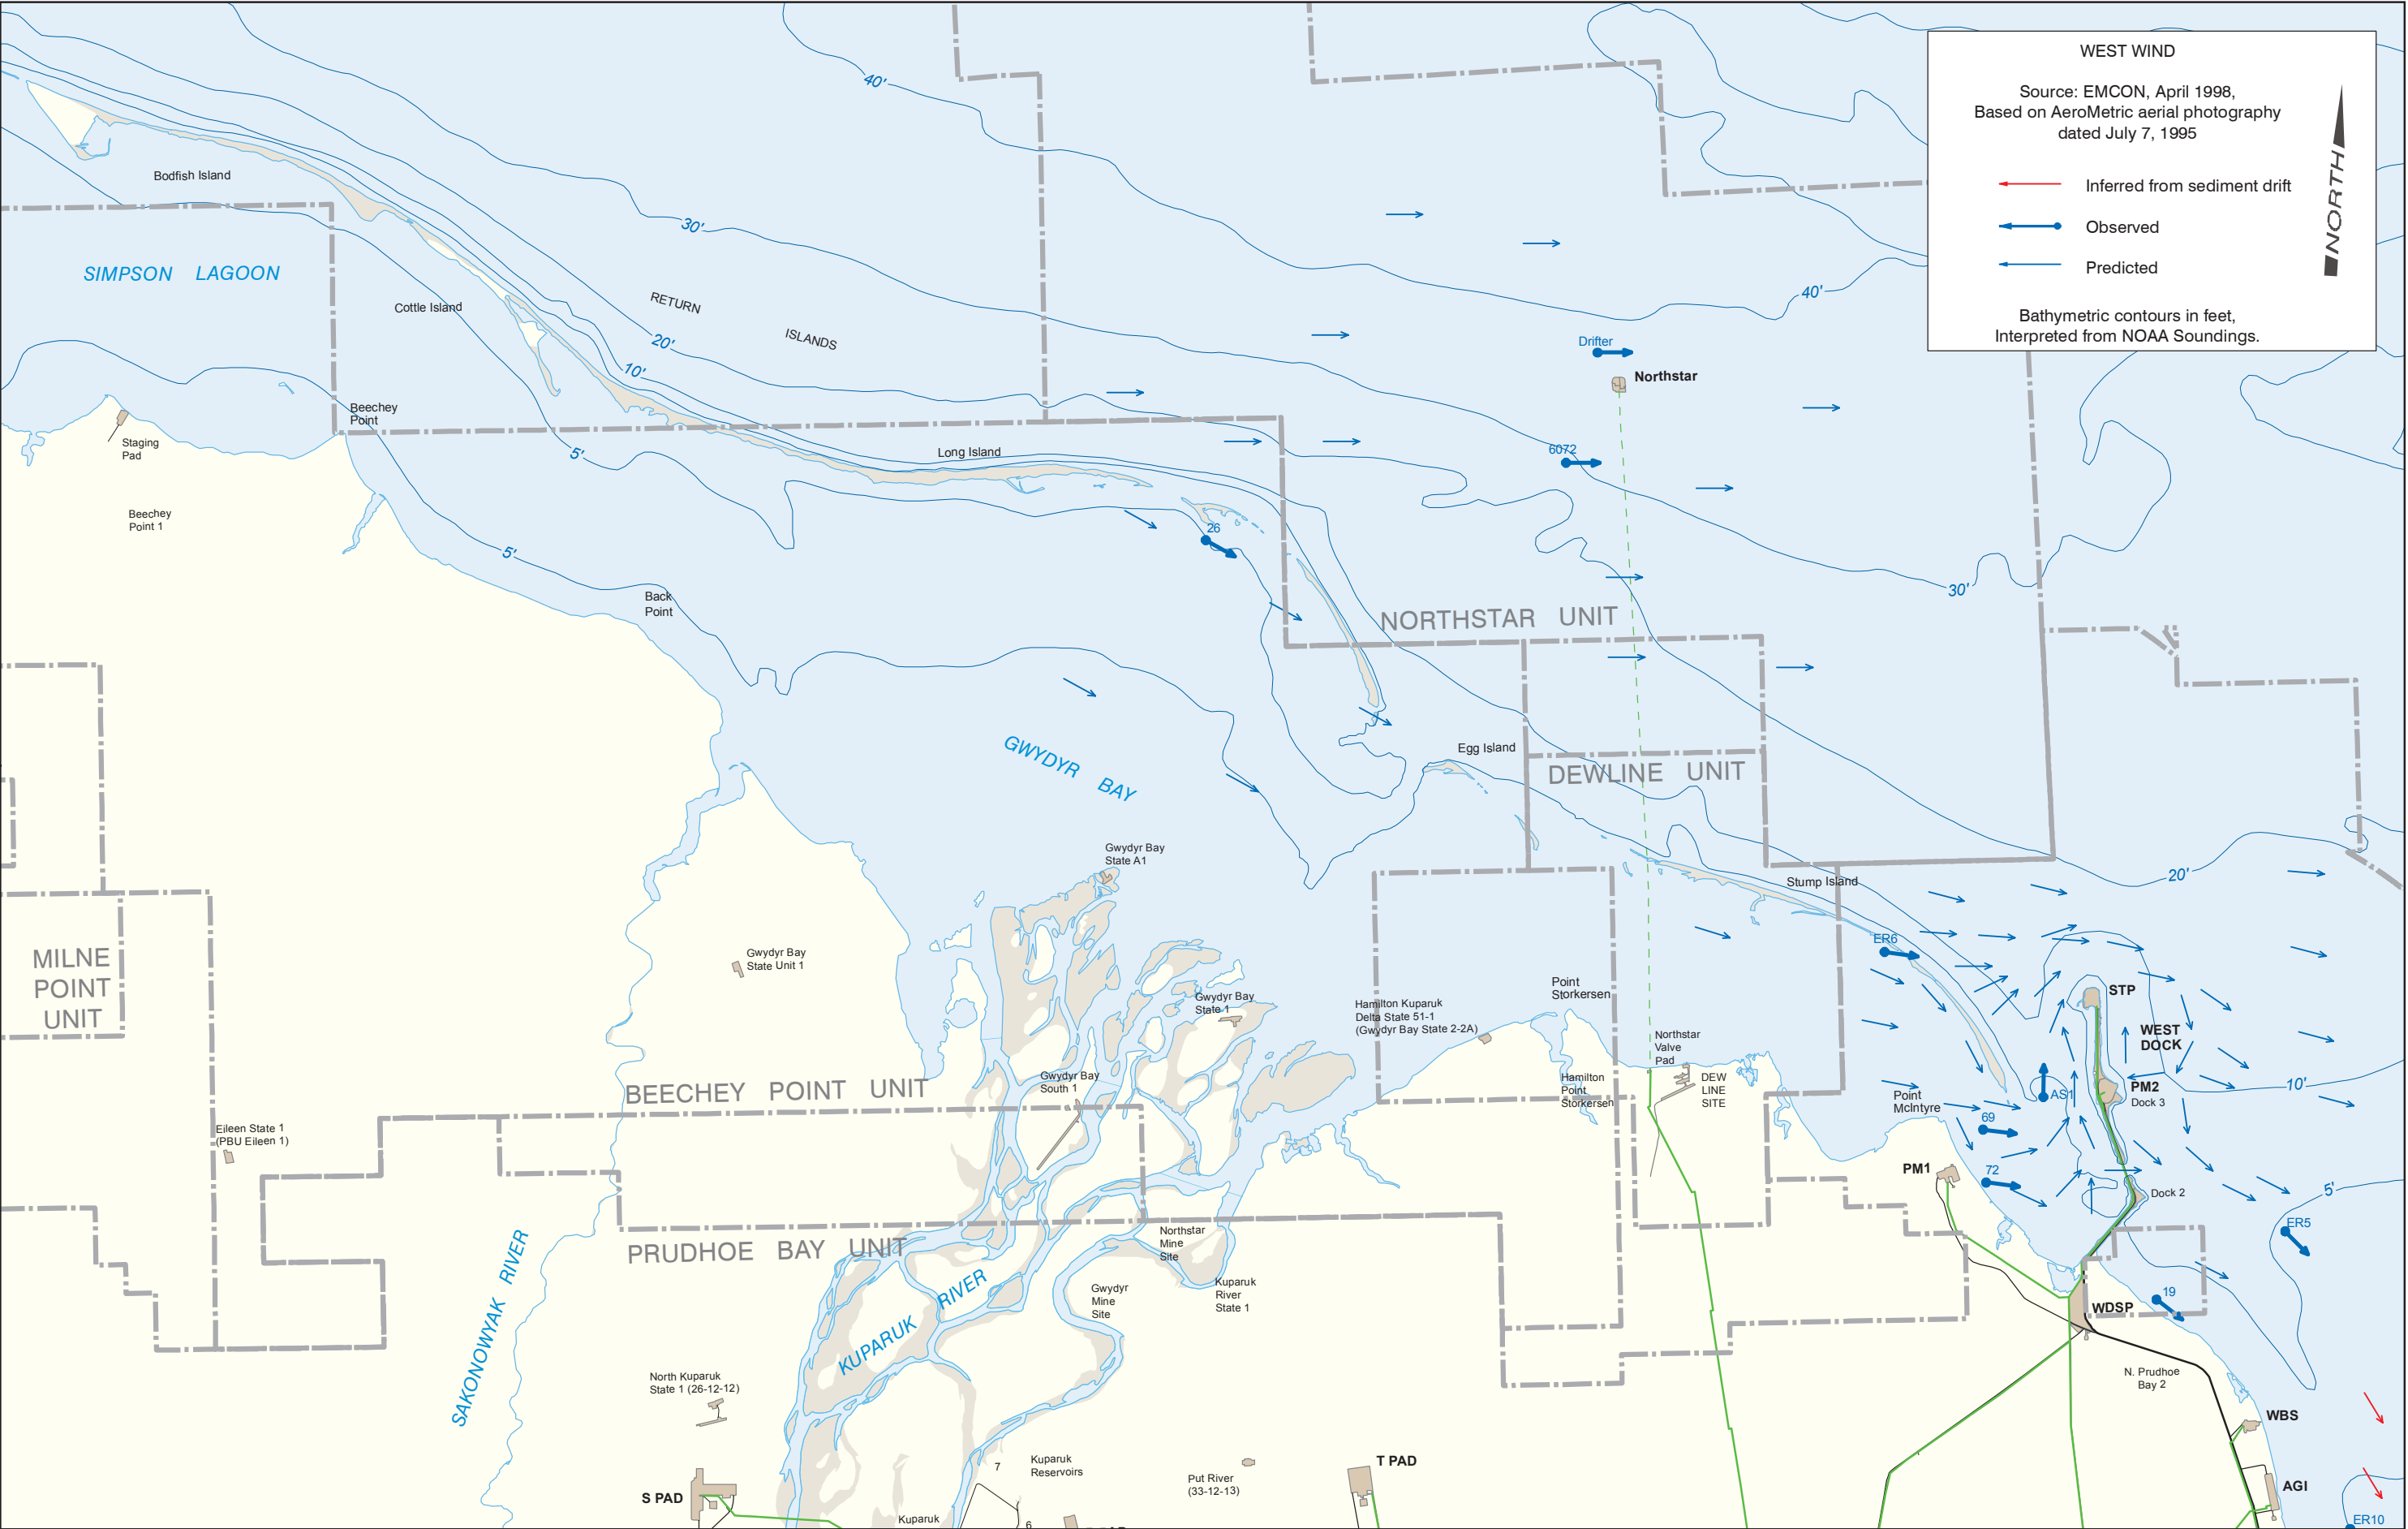 WEST WIND
Source: EMCON, April 1998,
Based on AeroMetric aerial photography
dated July 7, 1995
Inferred from sediment drift
Observed
Predicted
Bathymetric contours in feet,
Interpreted from NOAA Soundings.
NORTH
40'
30'
20'
10'
5'
5'
40'
30'
20'
10'
5'
Bodfish Island
SIMPSON LAGOON
Cottle Island
RETURN
ISLANDS
Drifter
Northstar
6072
Beechey
Point
Staging
Pad
Long Island
Beechey
Point 1
26
Back
Point
NORTHSTAR UNIT
GWYDYR BAY
Egg Island
DEWLINE UNIT
Gwydyr Bay
State A1
Stump Island
MILNE
POINT
UNIT
Gwydyr Bay
State Unit 1
ER6
Gwydyr Bay
State 1
Hamilton Kuparuk
Delta State 51-1
(Gwydyr Bay State 2-2A)
Point
Storkersen
STP
WEST
DOCK
Northstar
Valve
Pad
Gwydyr Bay
South 1
Hamilton
Point
Storkersen
DEW
LINE
SITE
Point
McIntyre
AS1
PM2
Dock 3
BEECHEY POINT UNIT
69
Eileen State 1
(PBU Eileen 1)
PM1
72
Dock 2
ER5
PRUDHOE BAY UNIT
Northstar
Mine
Site
SAKONOWYAK RIVER
KUPARUK RIVER
Gwydyr
Mine
Site
Kuparuk
River
State 1
19
WDSP
North Kuparuk
State 1 (26-12-12)
N. Prudhoe
Bay 2
WBS
7
Kuparuk
Reservoirs
Put River
(33-12-13)
T PAD
S PAD
AGI
Kuparuk
6
ER10